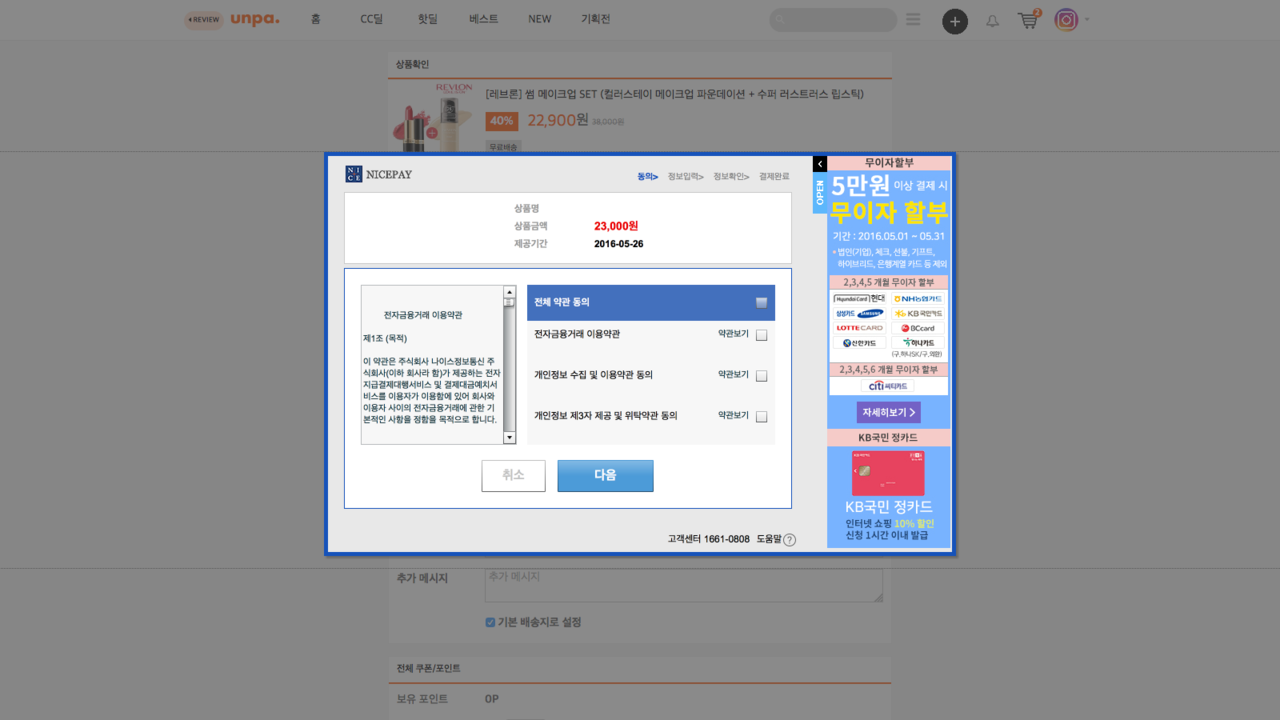 REVIEW
unpa.
홈
CC딜
핫딜
베스트
NEW
기획전
2
상품확인
REVLON
[레브론] 썸 메이크업 SET (컬러스테이 메이크업 파운데이션 + 수퍼 러스트러스 립스틱)
40%
22,900원 38,000원
무료배송
NICE
NICEPAY
동의> 정보입력> 정보확인> 결제완료
상품명
상품금액 23,000원
제공기간 2016-05-26
전자금융거래 이용약관
제1조 (목적)
이 약관은 주식회사 나이스정보통신 주
식회사(이하 회사라 함)가 제공하는 전자
지급결제대행서비스 및 결제대금예치서
비스를 이용자가 이용함에 있어 회사와
이용자 사이의 전자금융거래에 관한 기
본적인 사항을 정함을 목적으로 합니다.
전체 약관 동의
전자금융거래 이용약관 약관보기
개인정보 수집 및 이용약관 동의 약관보기
개인정보 제3자 제공 및 위탁약관 동의 약관보기
취소
다음
고객센터 1661-0808 도움말 ?
OPEN
무이자할부
5만원 이상 결제 시
무이자 할부
기간 : 2016.05.01 ~ 05.31
* 법인(기업), 체크, 선불, 기프트,
하이브리드, 은행계열 카드 등 제외
2,3,4,5 개월 무이자 할부
HyundaiCard 현대
NH농협카드
삼성카드 SAMSUNG
KB국민카드
LOTTE CARD
BCcard
신한카드
하나카드
(구,하나SK/구,외환)
2,3,4,5,6 개월 무이자 할부
citi 씨티카드
자세히보기 >
KB국민 정카드
KB국민 정카드
인터넷 쇼핑 10% 할인
신청 1시간 이내 발급
추가 메시지
추가 메시지
기본 배송지로 설정
전체 쿠폰/포인트
보유 포인트 0P